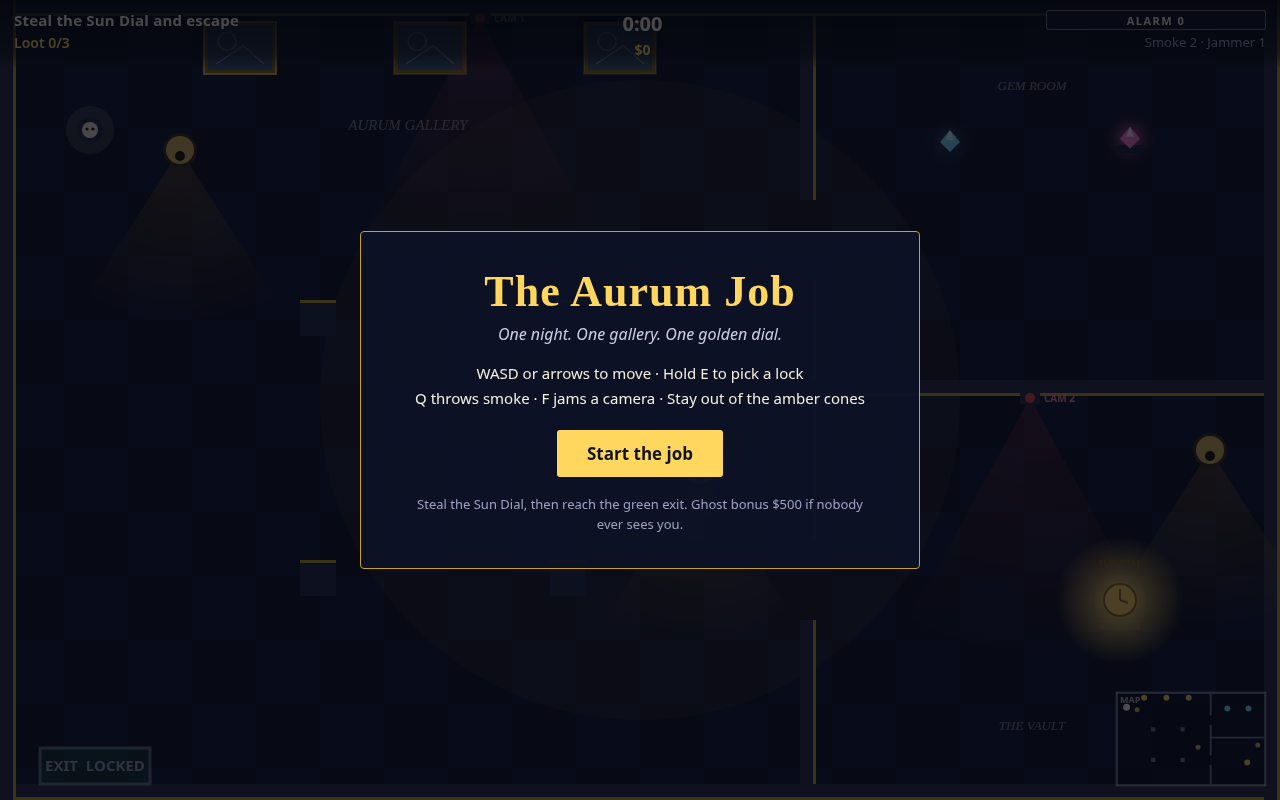 Steal the Sun Dial and escape
Loot 0/3
CAM 1
0:00
$0
ALARM 0
Smoke 2 · Jammer 1
AURUM GALLERY
GEM ROOM
The Aurum Job
One night. One gallery. One golden dial.
WASD or arrows to move · Hold E to pick a lock
Q throws smoke · F jams a camera · Stay out of the amber cones
Start the job
Steal the Sun Dial, then reach the green exit. Ghost bonus $500 if nobody
ever sees you.
CAM 2
THE VAULT
MAP
EXIT LOCKED